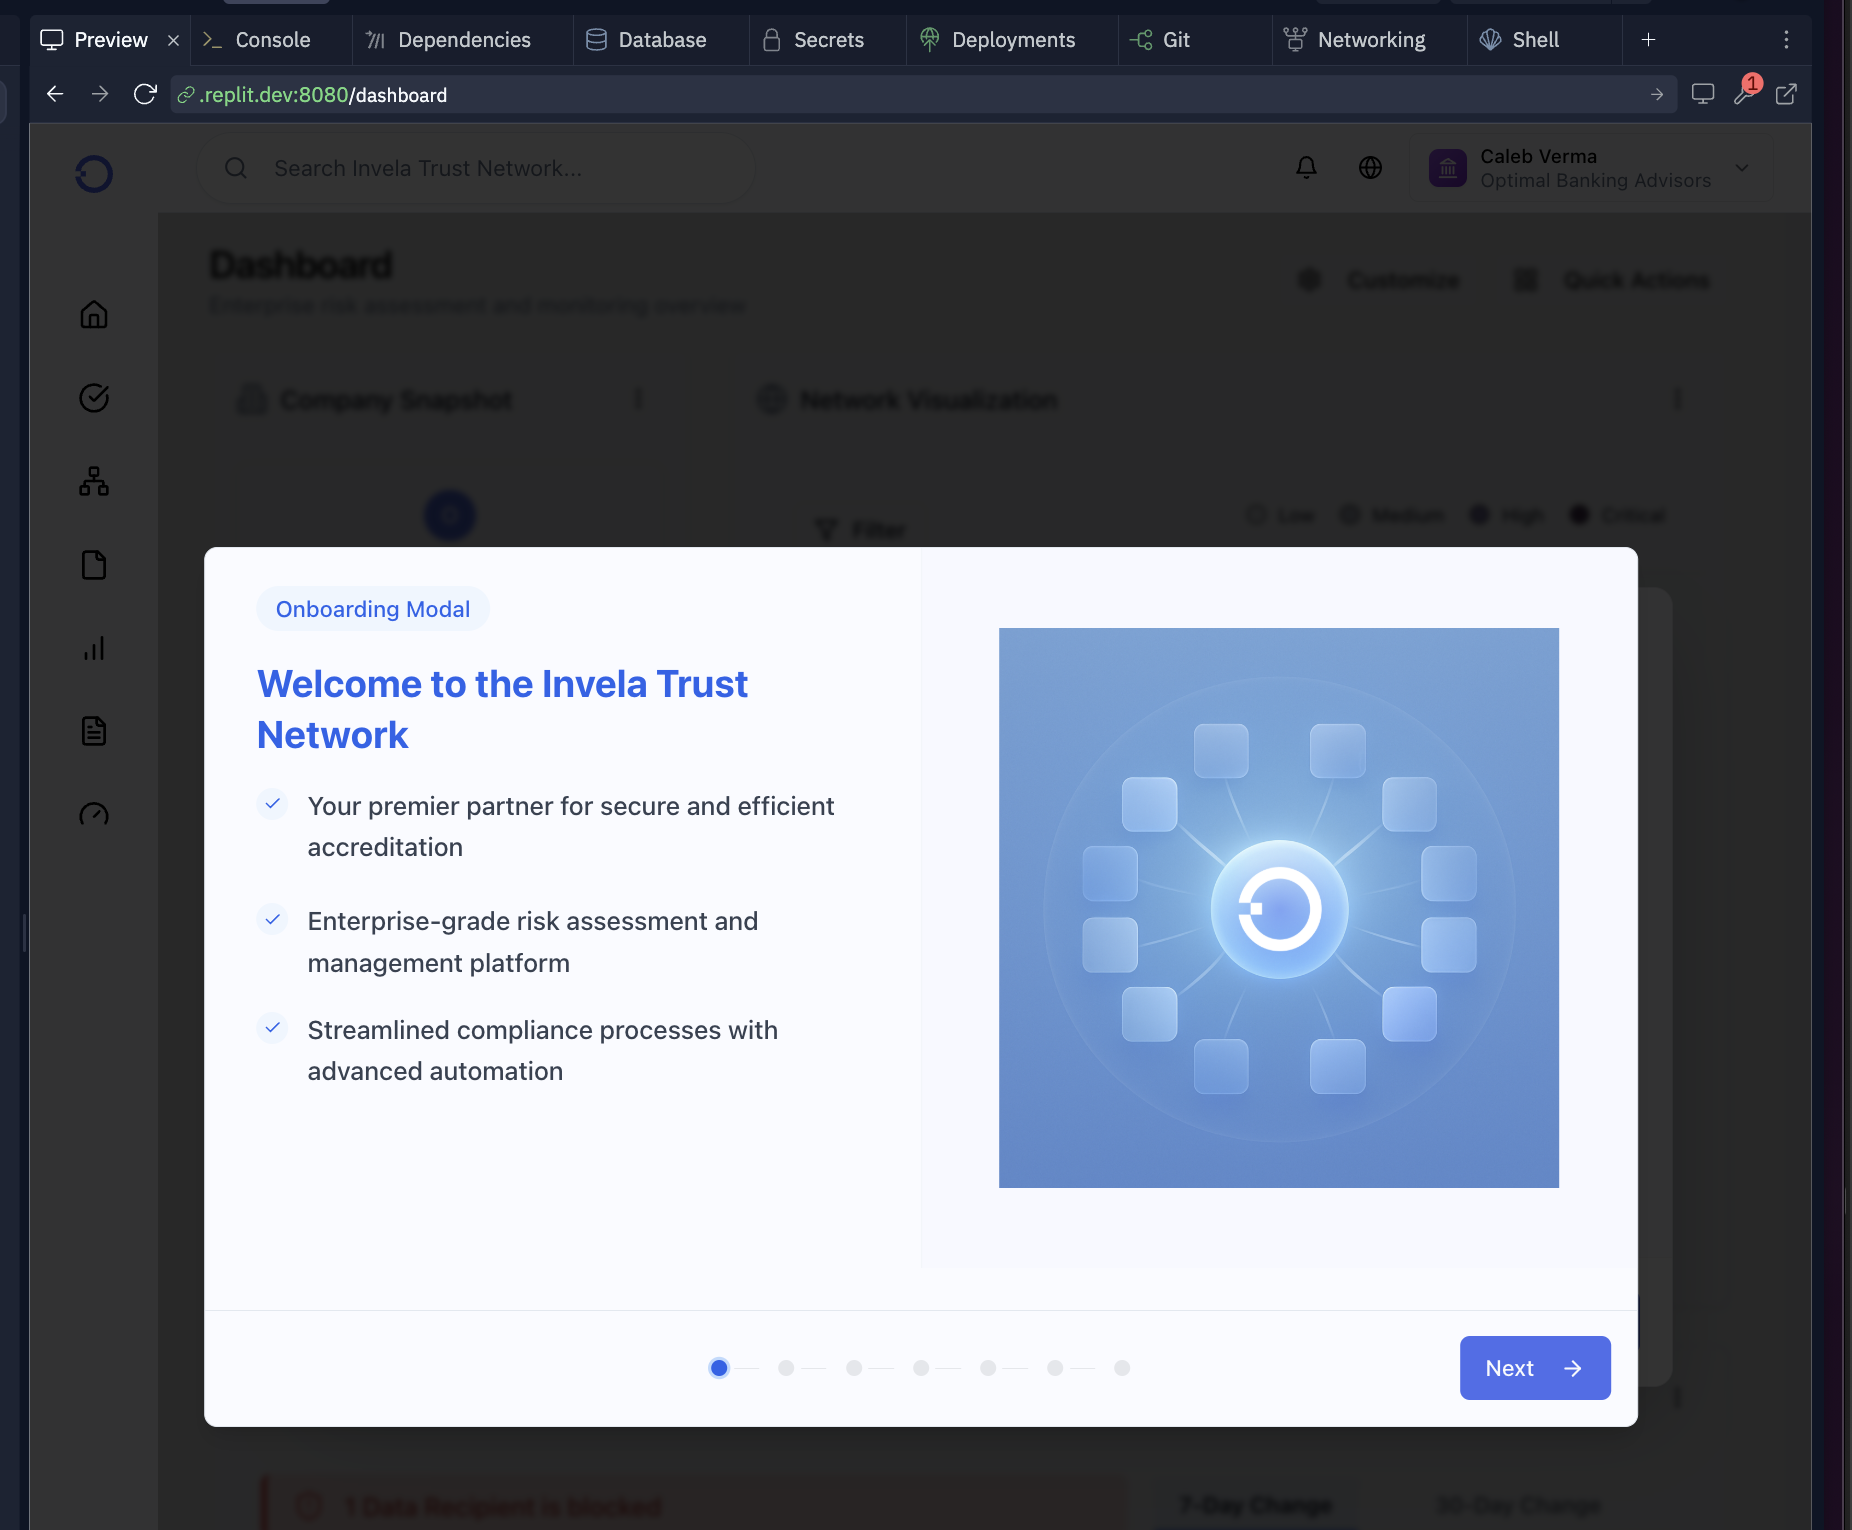 Preview
Console
Dependencies
Database
Secrets
Deployments
Git
Networking
Shell
.replit.dev:8080/dashboard
1
Search Invela Trust Network...
Caleb Verma
Optimal Banking Advisors
Dashboard
Enterprise risk assessment and monitoring overview
Customize
Quick Actions
Company Snapshot
Network Visualization
Filter
Low
Medium
High
Critical
Onboarding Modal
Welcome to the Invela Trust
Network
Your premier partner for secure and efficient
accreditation
Enterprise-grade risk assessment and
management platform
Streamlined compliance processes with
advanced automation
Next
1 Data Recipient is blocked
7-Day Change
30-Day Change